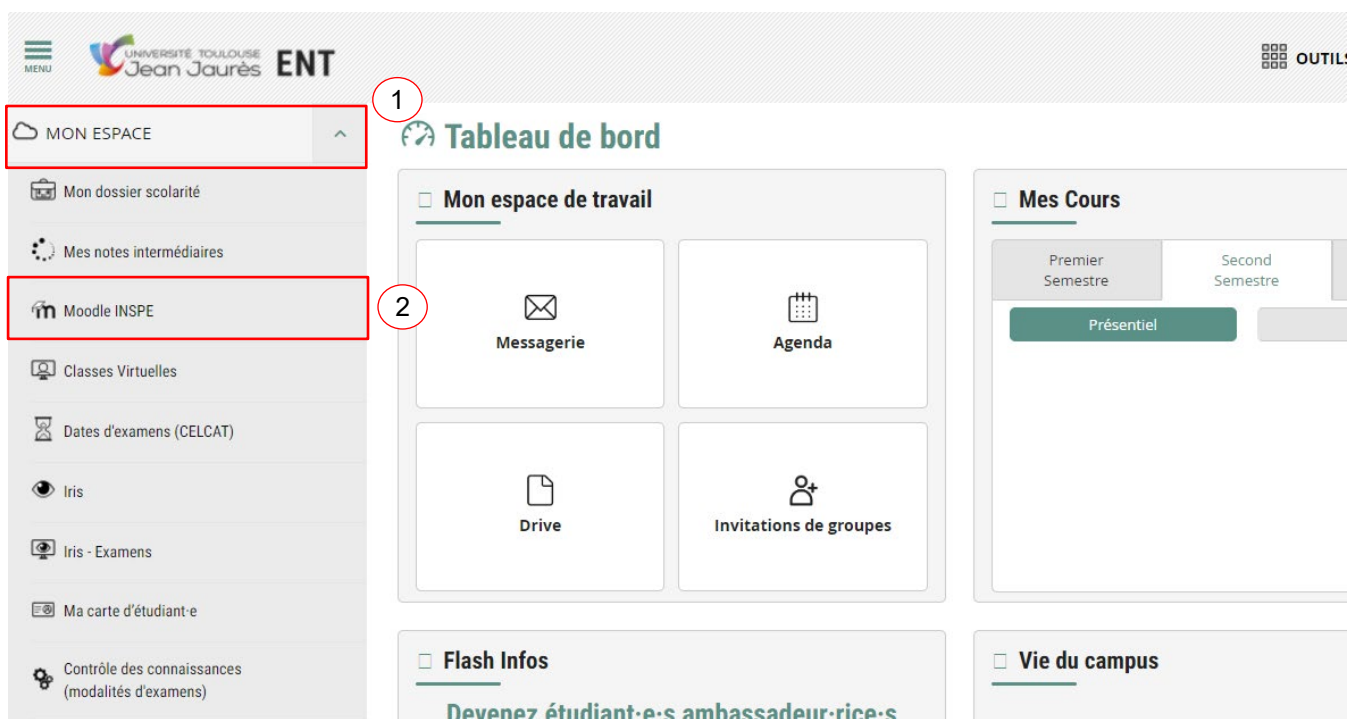 MENU
UNIVERSITÉ TOULOUSE
Jean Jaurès
ENT
OUTILS
1
MON ESPACE
Mon dossier scolarité
Mes notes intermédiaires
Moodle INSPE
2
Classes Virtuelles
Dates d'examens (CELCAT)
Iris
Iris - Examens
Ma carte d'étudiant·e
Contrôle des connaissances
(modalités d'examens)
Tableau de bord
Mon espace de travail
Messagerie
Agenda
Drive
Invitations de groupes
Mes Cours
Premier
Semestre
Second
Semestre
Présentiel
Flash Infos
Devenez étudiant·e·s ambassadeur·rice·s
Vie du campus